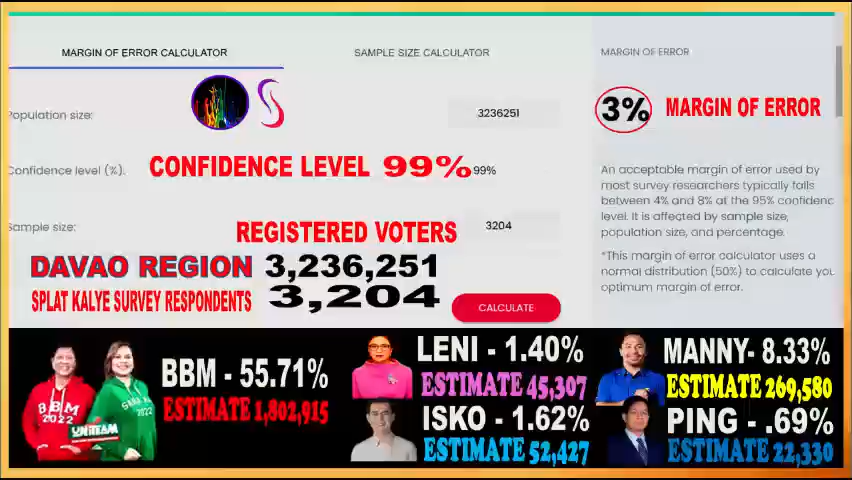 MARGIN OF ERROR CALCULATOR
SAMPLE SIZE CALCULATOR
MARGIN OF ERROR
Population size:
3236251
3% MARGIN OF ERROR
Confidence level (%).
CONFIDENCE LEVEL 99%
99%
An acceptable margin of error used by
most survey researchers typically falls
between 4% and 8% at the 95% confidenc
level. It is affected by sample size,
population size, and percentage.
Sample size:
REGISTERED VOTERS
3204
*This margin of error calculator uses a
normal distribution (50%) to calculate you
optimum margin of error.
DAVAO REGION 3,236,251
SPLAT KALYE SURVEY RESPONDENTS 3,204
CALCULATE
BBM - 55.71%
ESTIMATE 1,802,915
LENI - 1.40%
ESTIMATE 45,307
ISKO - 1.62%
ESTIMATE 52,427
MANNY- 8.33%
ESTIMATE 269,580
PING - .69%
ESTIMATE 22,330
BBM
2022
2022
UNITEAM